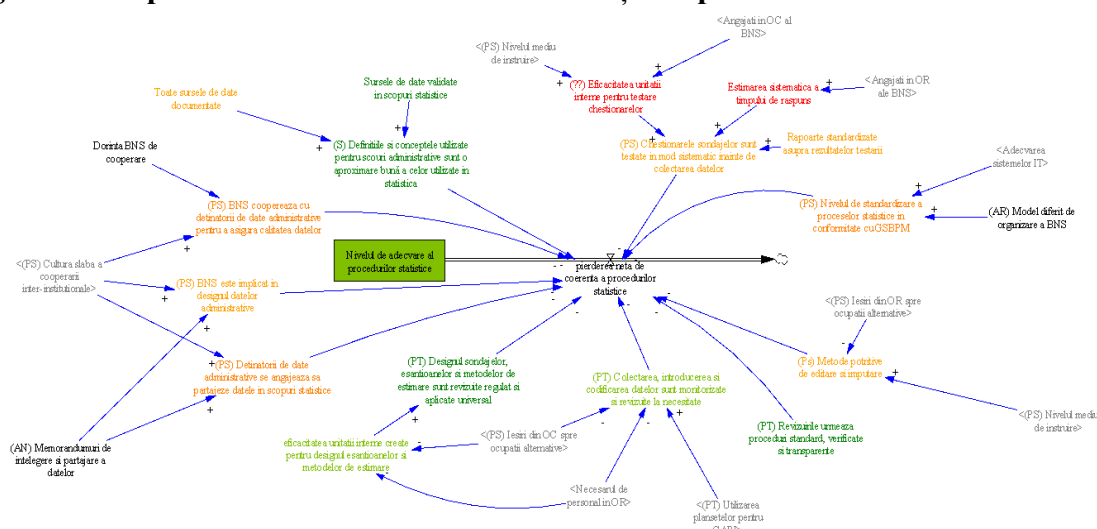 <Angajati in OC al
BNS>
<(PS) Nivelul mediu
de instruire>
Sursele de date validate
in scopuri statistice
Toate sursele de date
documentate
(??) Eficacitatea unitatii
interne pentru testare
chestionarelor
Estimarea sistematica a
timpului de raspuns
<Angajati in OR
ale BNS>
Dorinta BNS de
cooperare
(S) Definitiile si conceptele utilizate
pentru scouri administrative sunt o
aproximare bună a celor utilizate in
statistica
(PS) Chestionarele sondajelor sunt
testate in mod sistematic inainte de
colectarea datelor
Rapoarte standardizate
asupra rezultatelor testarii
<Adecvarea
sistemelor IT>
(PS) BNS coopereaza cu
detinatorii de date administrative
pentru a asigura calitatea datelor
(PS) Nivelul de standardizare a
proceselor statistice in
conformitate cuGSBPM
(AR) Model diferit de
organizare a BNS
Nivelul de adecvare al
procedurilor statistice
<(PS) Cultura slaba a
cooperarii
inter-institutionale>
pierderea neta de
coerenta a procedurilor
statistice
(PS) BNS este implicat in
designul datelor
administrative
<(PS) Iesiri din OR spre
ocupatii alternative>
(PS) Detinatorii de date
administrative se angajeaza sa
partajeze datele in scopuri statistice
(PT) Designul sondajelor,
esantioanelor si metodelor de
estimare sunt revizuite regulat si
aplicate universal
(PT) Colectarea, introducerea si
codificarea datelor sunt monitorizate
si revizute la necesitate
(Ps) Metode potritive
de editare si imputare
<(PS) Nivelul mediu
de instruire>
(AN) Memorandumuri de
intelegere si partajare a
datelor
eficacitatea unitatii interne create
pentru designul esantioanelor si
metodelor de estimare
<(PS) Iesiri din OC spre
ocupatii alternative>
(PT) Revizuirile urmeaza
proceduri standard, verificate
si transparente
<Necesarul de
personal in OR>
<(PT) Utilizarea
plansetelor pentru